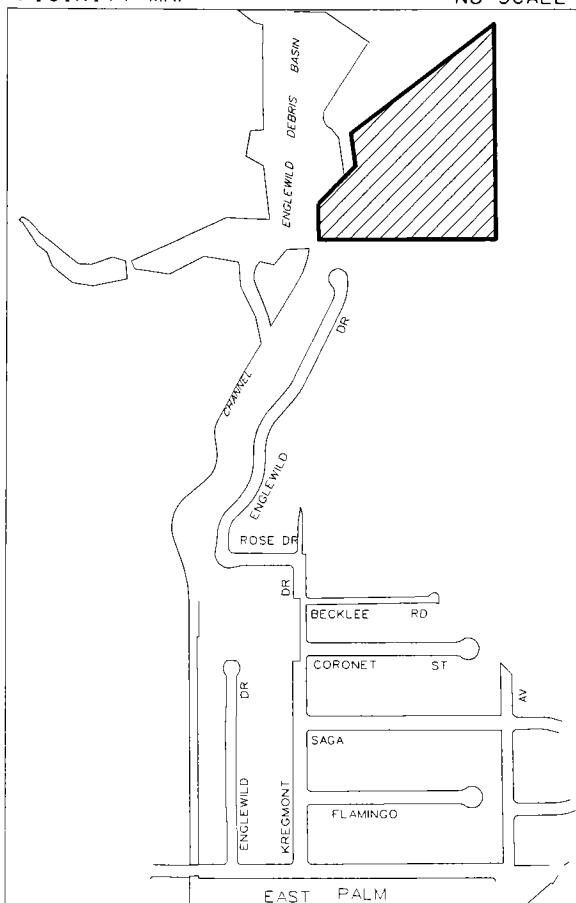 NO SCALE
ENGLEWILD DEBRIS BASIN
DR
CHANNEL
ENGLEWILD
ROSE DR
DR
BECKLEE RD
CORONET ST
DR
AV
SAGA
ENGLEWILD
KREGMONT
FLAMINGO
EAST PALM